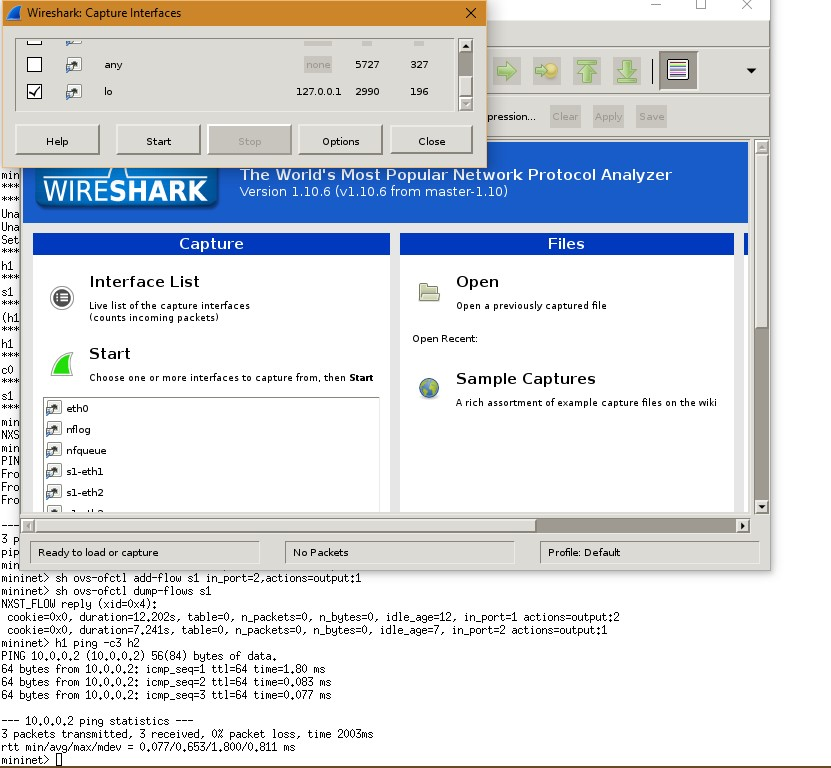 Wireshark: Capture Interfaces
any none 5727 327
lo 127.0.0.1 2990 196
Help Start Stop Options Close
pression... Clear Apply Save
WIRESHARK
The World's Most Popular Network Protocol Analyzer
Version 1.10.6 (v1.10.6 from master-1.10)
Capture
Files
Interface List
Live list of the capture interfaces
(counts incoming packets)
Start
Choose one or more interfaces to capture from, then Start
eth0
nflog
nfqueue
s1-eth1
s1-eth2
Open
Open a previously captured file
Open Recent:
Sample Captures
A rich assortment of example capture files on the wiki
Ready to load or capture
No Packets
Profile: Default
min
***
***
Una
Una
Set
***
h1
***
s1
***
(h1
***
h1
***
c0
***
s1
***
min
NXS
min
PIN
Fro
Fro
Fro
---
3 p
pip
min
mininet> sh ovs-ofctl add-flow s1 in_port=2,actions=output:1
mininet> sh ovs-ofctl dump-flows s1
NXST_FLOW reply (xid=0x4):
cookie=0x0, duration=12.202s, table=0, n_packets=0, n_bytes=0, idle_age=12, in_port=1 actions=output:2
cookie=0x0, duration=7.241s, table=0, n_packets=0, n_bytes=0, idle_age=7, in_port=2 actions=output:1
mininet> h1 ping -c3 h2
PING 10.0.0.2 (10.0.0.2) 56(84) bytes of data.
64 bytes from 10.0.0.2: icmp_seq=1 ttl=64 time=1.80 ms
64 bytes from 10.0.0.2: icmp_seq=2 ttl=64 time=0.083 ms
64 bytes from 10.0.0.2: icmp_seq=3 ttl=64 time=0.077 ms
--- 10.0.0.2 ping statistics ---
3 packets transmitted, 3 received, 0% packet loss, time 2003ms
rtt min/avg/max/mdev = 0.077/0.653/1.800/0.811 ms
mininet>